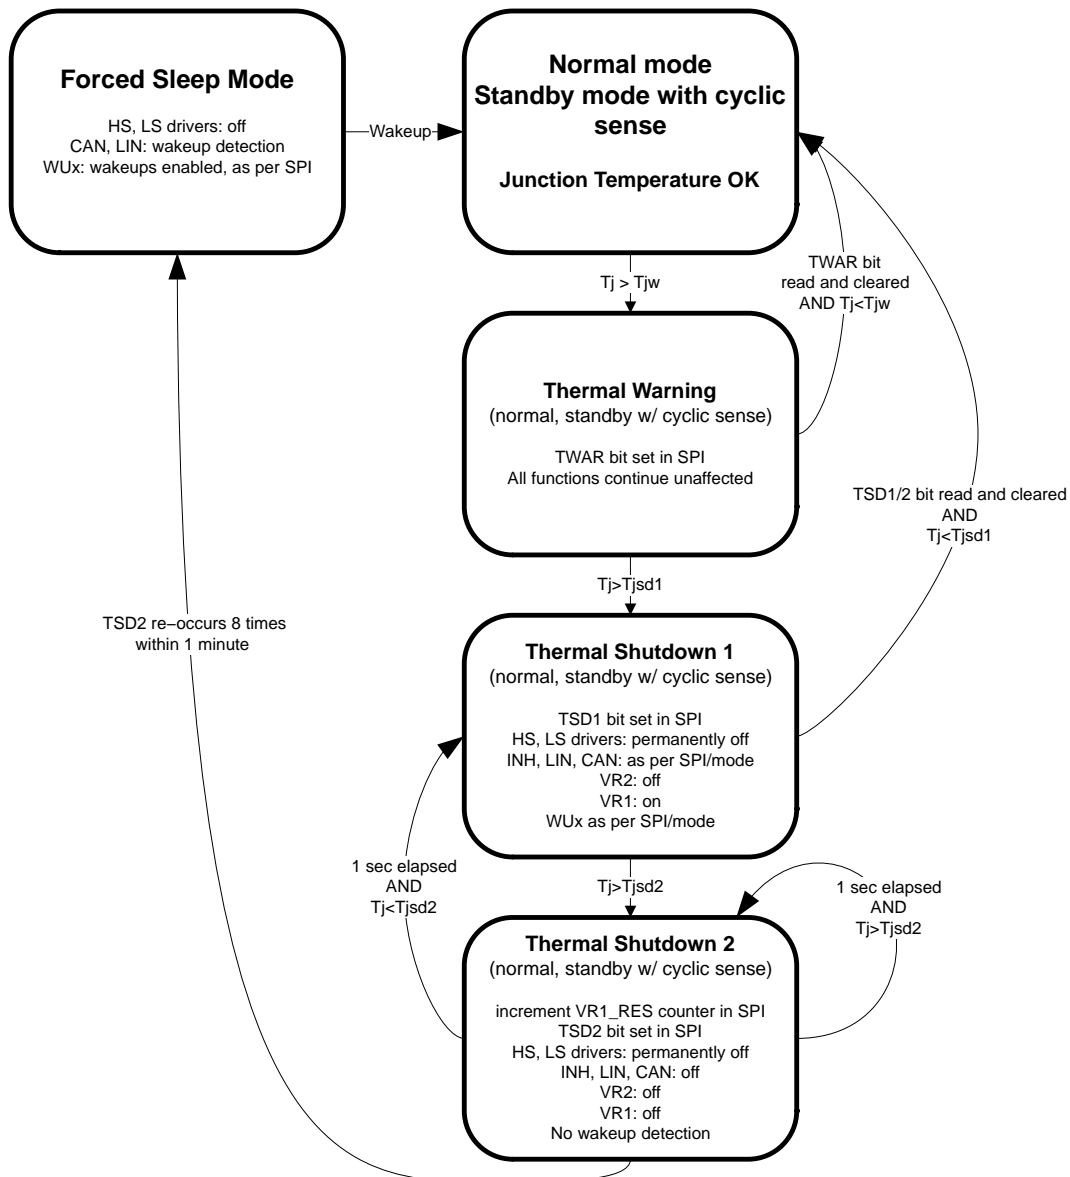 Forced Sleep Mode
HS, LS drivers: off
CAN, LIN: wakeup detection
WUx: wakeups enabled, as per SPI
Wakeup
Normal mode
Standby mode with cyclic
sense
Junction Temperature OK
Tj > Tjw
TWAR bit
read and cleared
AND Tj<Tjw
Thermal Warning
(normal, standby w/ cyclic sense)
TWAR bit set in SPI
All functions continue unaffected
TSD1/2 bit read and cleared
AND
Tj<Tjsd1
Tj>Tjsd1
TSD2 re−occurs 8 times
within 1 minute
Thermal Shutdown 1
(normal, standby w/ cyclic sense)
TSD1 bit set in SPI
HS, LS drivers: permanently off
INH, LIN, CAN: as per SPI/mode
VR2: off
VR1: on
WUx as per SPI/mode
1 sec elapsed
AND
Tj<Tjsd2
Tj>Tjsd2
1 sec elapsed
AND
Tj>Tjsd2
Thermal Shutdown 2
(normal, standby w/ cyclic sense)
increment VR1_RES counter in SPI
TSD2 bit set in SPI
HS, LS drivers: permanently off
INH, LIN, CAN: off
VR2: off
VR1: off
No wakeup detection